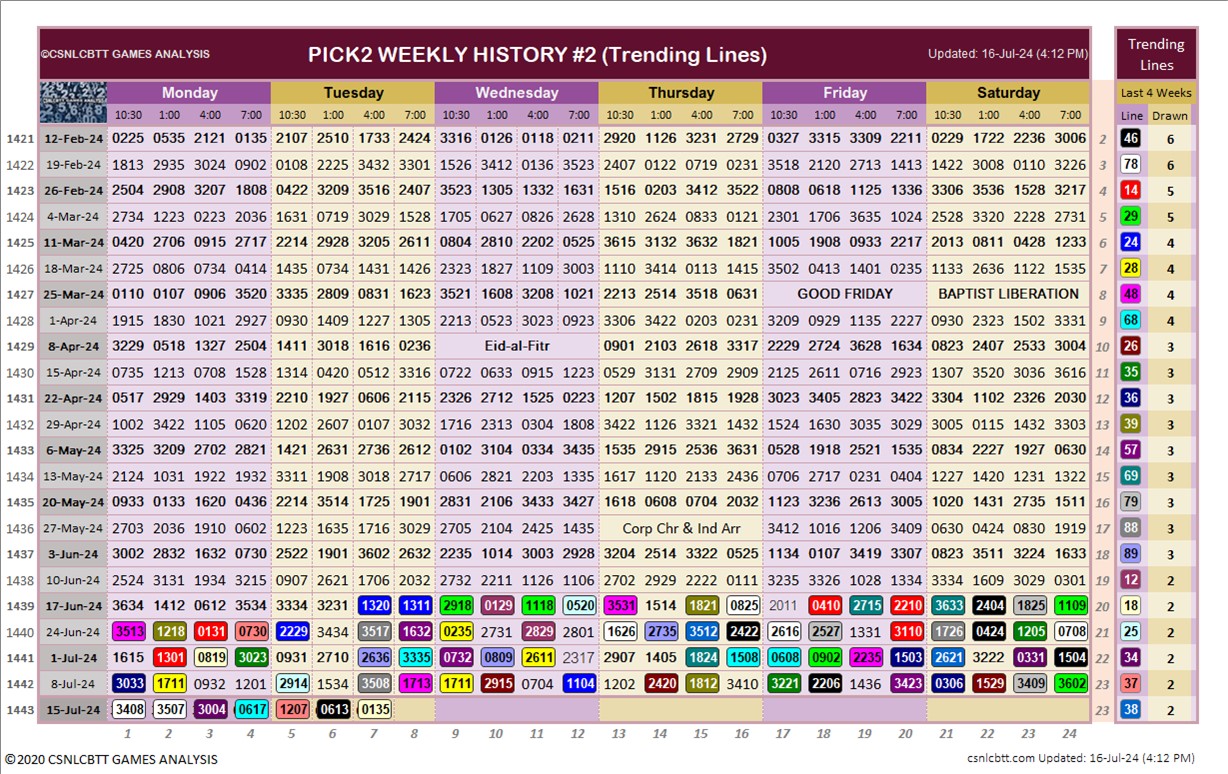 ©CSNLCBTT GAMES ANALYSIS PICK2 WEEKLY HISTORY #2 (Trending Lines) Updated: 16-Jul-24 (4:12 PM) Trending Lines
Monday Tuesday Wednesday Thursday Friday Saturday Last 4 Weeks
10:30 1:00 4:00 7:00 10:30 1:00 4:00 7:00 10:30 1:00 4:00 7:00 10:30 1:00 4:00 7:00 10:30 1:00 4:00 7:00 10:30 1:00 4:00 7:00 Line Drawn
1421 12-Feb-24 0225 0535 2121 0135 2107 2510 1733 2424 3316 0126 0118 0211 2920 1126 3231 2729 0327 3315 3309 2211 0229 1722 2236 3006 2 46 6
1422 19-Feb-24 1813 2935 3024 0902 0108 2225 3432 3301 1526 3412 0136 3523 2407 0122 0719 0231 3518 2120 2713 1413 1422 3008 0110 3226 3 78 6
1423 26-Feb-24 2504 2908 3207 1808 0422 3209 3516 2407 3523 1305 1332 1631 1516 0203 3412 3522 0808 0618 1125 1336 3306 3536 1528 3217 4 14 5
1424 4-Mar-24 2734 1223 0223 2036 1631 0719 3029 1528 1705 0627 0826 2628 1310 2624 0833 0121 2301 1706 3635 1024 2528 3320 2228 2731 5 29 5
1425 11-Mar-24 0420 2706 0915 2717 2214 2928 3205 2611 0804 2810 2202 0525 3615 3132 3632 1821 1005 1908 0933 2217 2013 0811 0428 1233 6 24 4
1426 18-Mar-24 2725 0806 0734 0414 1435 0734 1431 1426 2323 1827 1109 3003 1110 3414 0113 1415 3502 0413 1401 0235 1133 2636 1122 1535 7 28 4
1427 25-Mar-24 0110 0107 0906 3520 3335 2809 0831 1623 3521 1608 3208 1021 2213 2514 3518 0631 GOOD FRIDAY BAPTIST LIBERATION 8 48 4
1428 1-Apr-24 1915 1830 1021 2927 0930 1409 1227 1305 2213 0523 3023 0923 3306 3422 0203 0231 3209 0929 1135 2227 0930 2323 1502 3331 9 68 4
1429 8-Apr-24 3229 0518 1327 2504 1411 3018 1616 0236 Eid-al-Fitr 0901 2103 2618 3317 2229 2724 3628 1634 0823 2407 2533 3004 10 26 3
1430 15-Apr-24 0735 1213 0708 1528 1314 0420 0512 3316 0722 0633 0915 1223 0529 3131 2709 2909 2125 2611 0716 2923 1307 3520 3036 3616 11 35 3
1431 22-Apr-24 0517 2929 1403 3319 2210 1927 0606 2115 2326 2712 1525 0223 1207 1502 1815 1928 3023 3405 2823 3422 3304 1102 2326 2030 12 36 3
1432 29-Apr-24 1002 3422 1105 0620 1202 2607 0107 3032 1716 2313 0304 1808 3422 1126 3321 1432 1524 1630 3035 3029 3005 0115 1432 3303 13 39 3
1433 6-May-24 3325 3209 2702 2821 1421 2631 2736 2612 0102 3104 0334 3435 1535 2915 2536 3631 0528 1918 2521 1535 0834 2227 1927 0630 14 57 3
1434 13-May-24 2124 1031 1922 1932 3311 1908 3018 2711 0606 2821 2203 1335 1617 1120 2133 2436 0706 2717 0231 0404 1227 1420 1231 1322 15 69 3
1435 20-May-24 0933 0133 1620 0436 2214 3514 1725 1901 2831 2106 3433 3427 1618 0608 0704 2032 1123 3236 2613 3005 1020 1431 2735 1511 16 79 3
1436 27-May-24 2703 2036 1910 0602 1223 1635 1716 3029 2705 2104 2425 1435 Corp Chr & Ind Arr 3412 1016 1206 3409 0630 0424 0830 1919 17 88 3
1437 3-Jun-24 3002 2832 1632 0730 2522 1901 3602 2632 2235 1014 3003 2928 3204 2514 3322 0525 1134 0107 3419 3307 0823 3511 3224 1633 18 89 3
1438 10-Jun-24 2524 3131 1934 3215 0907 2621 1706 2032 2732 2211 1126 1106 2702 2929 2222 0111 3235 3326 1028 1334 3334 1609 3029 0301 19 12 2
1439 17-Jun-24 3634 1412 0612 3534 3334 3231 1320 1311 2918 0129 1118 0520 3531 1514 1821 0825 2011 0410 2715 2210 3633 2404 1825 1109 20 18 2
1440 24-Jun-24 3513 1218 0131 0730 2229 3434 3517 1632 0235 2731 2829 2801 1626 2735 3512 2422 2616 2527 1331 3110 1726 0424 1205 0708 21 25 2
1441 1-Jul-24 1615 1301 0819 3023 0931 2710 2636 3335 0732 0809 2611 2317 2907 1405 1824 1508 0608 0902 2235 1503 2621 3222 0331 1504 22 34 2
1442 8-Jul-24 3033 1711 0932 1201 2914 1534 3508 1713 1711 2915 0704 1104 1202 2420 1812 3410 3221 2206 1436 3423 0306 1529 3409 3602 23 37 2
1443 15-Jul-24 3408 3507 3004 0617 1207 0613 0135 23 38 2
1 2 3 4 5 6 7 8 9 10 11 12 13 14 15 16 17 18 19 20 21 22 23 24
©2020 CSNLCBTT GAMES ANALYSIS csnlcbtt.com Updated: 16-Jul-24 (4:12 PM)